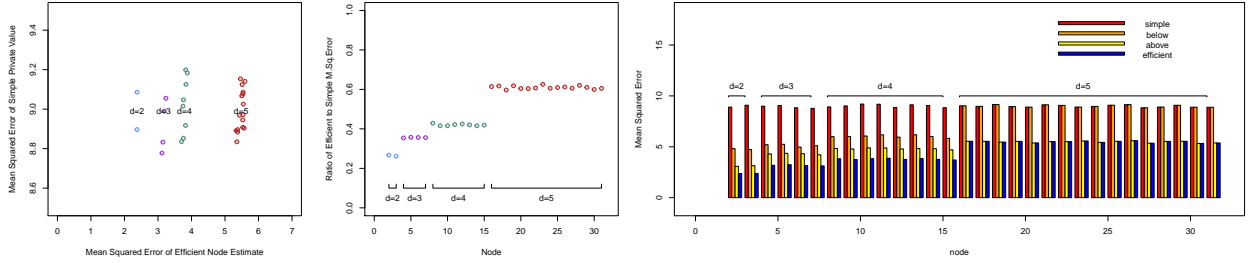 Mean Squared Error of Simple Private Value
9.4
9.2
9.0
8.8
8.6
d=2
d=3
d=4
d=5
0 1 2 3 4 5 6 7
Mean Squared Error of Efficient Node Estimate
Ratio of Efficient to Simple M.Sq.Error
1.0
0.8
0.6
0.4
0.2
0.0
d=2 d=3 d=4 d=5
0 5 10 15 20 25 30
Node
Mean Squared Error
15
10
5
0
simple
below
above
efficient
d=2 d=3 d=4 d=5
0 5 10 15 20 25 30
node